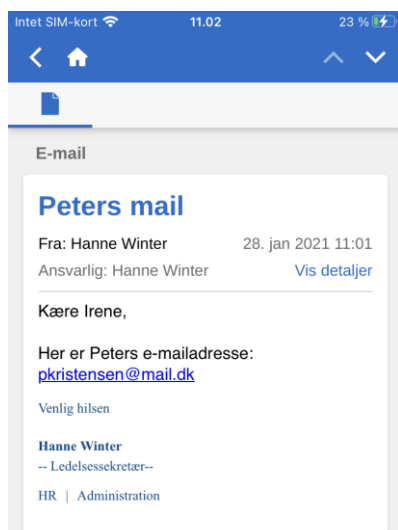 Intet SIM-kort 11.02 23 %
E-mail
Peters mail
Fra: Hanne Winter 28. jan 2021 11:01
Ansvarlig: Hanne Winter Vis detaljer
Kære Irene,
Her er Peters e-mailadresse:
pkristensen@mail.dk
Venlig hilsen
Hanne Winter
-- Ledelsessekretær--
HR | Administration